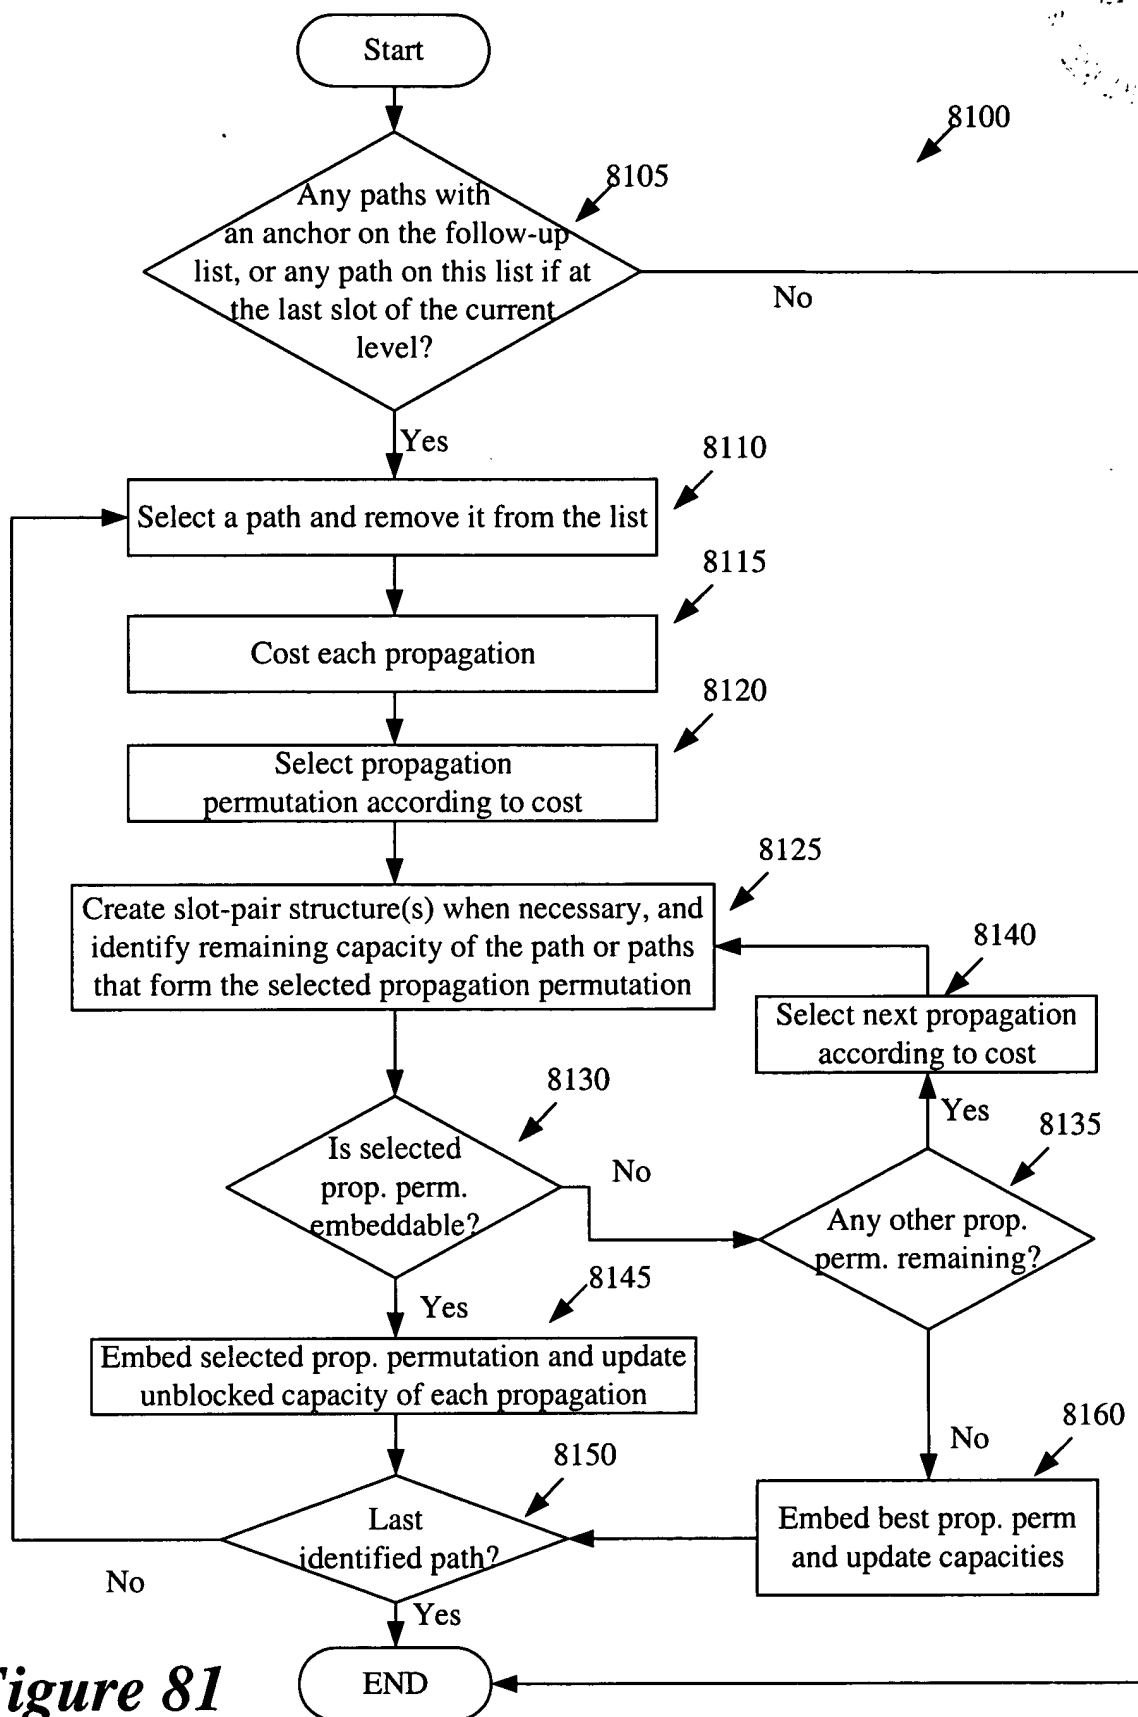 Start
8100
8105
Any paths with
an anchor on the follow-up
list, or any path on this list if at
the last slot of the current
level?
No
Yes
8110
Select a path and remove it from the list
8115
Cost each propagation
8120
Select propagation
permutation according to cost
8125
Create slot-pair structure(s) when necessary, and
identify remaining capacity of the path or paths
that form the selected propagation permutation
8140
Select next propagation
according to cost
8130
Yes
8135
Is selected
prop. perm.
embeddable?
No
Any other prop.
perm. remaining?
8145
Yes
Embed selected prop. permutation and update
unblocked capacity of each propagation
8160
No
8150
Last
identified path?
Embed best prop. perm
and update capacities
No
Yes
END
Figure 81